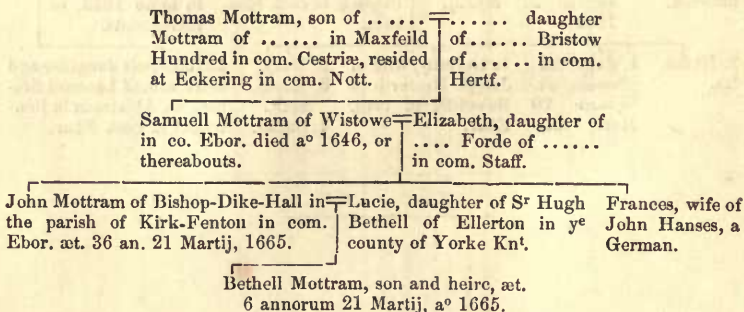 Thomas Mottram, son of ......
Mottram of ...... in Maxfeild
Hundred in com. Cestriæ, resided
at Eckering in com. Nott.
...... daughter
of ...... Bristow
of ...... in com.
Hertf.
Samuell Mottram of Wistowe
in co. Ebor. died aº 1646, or
thereabouts.
Elizabeth, daughter of
.... Forde of ......
in com. Staff.
John Mottram of Bishop-Dike-Hall in
the parish of Kirk-Fenton in com.
Ebor. æt. 36 an. 21 Martij, 1665.
Lucie, daughter of Sʳ Hugh
Bethell of Ellerton in yᵉ
county of Yorke Knᵗ.
Frances, wife of
John Hanses, a
German.
Bethell Mottram, son and heire, æt.
6 annorum 21 Martij, aº 1665.